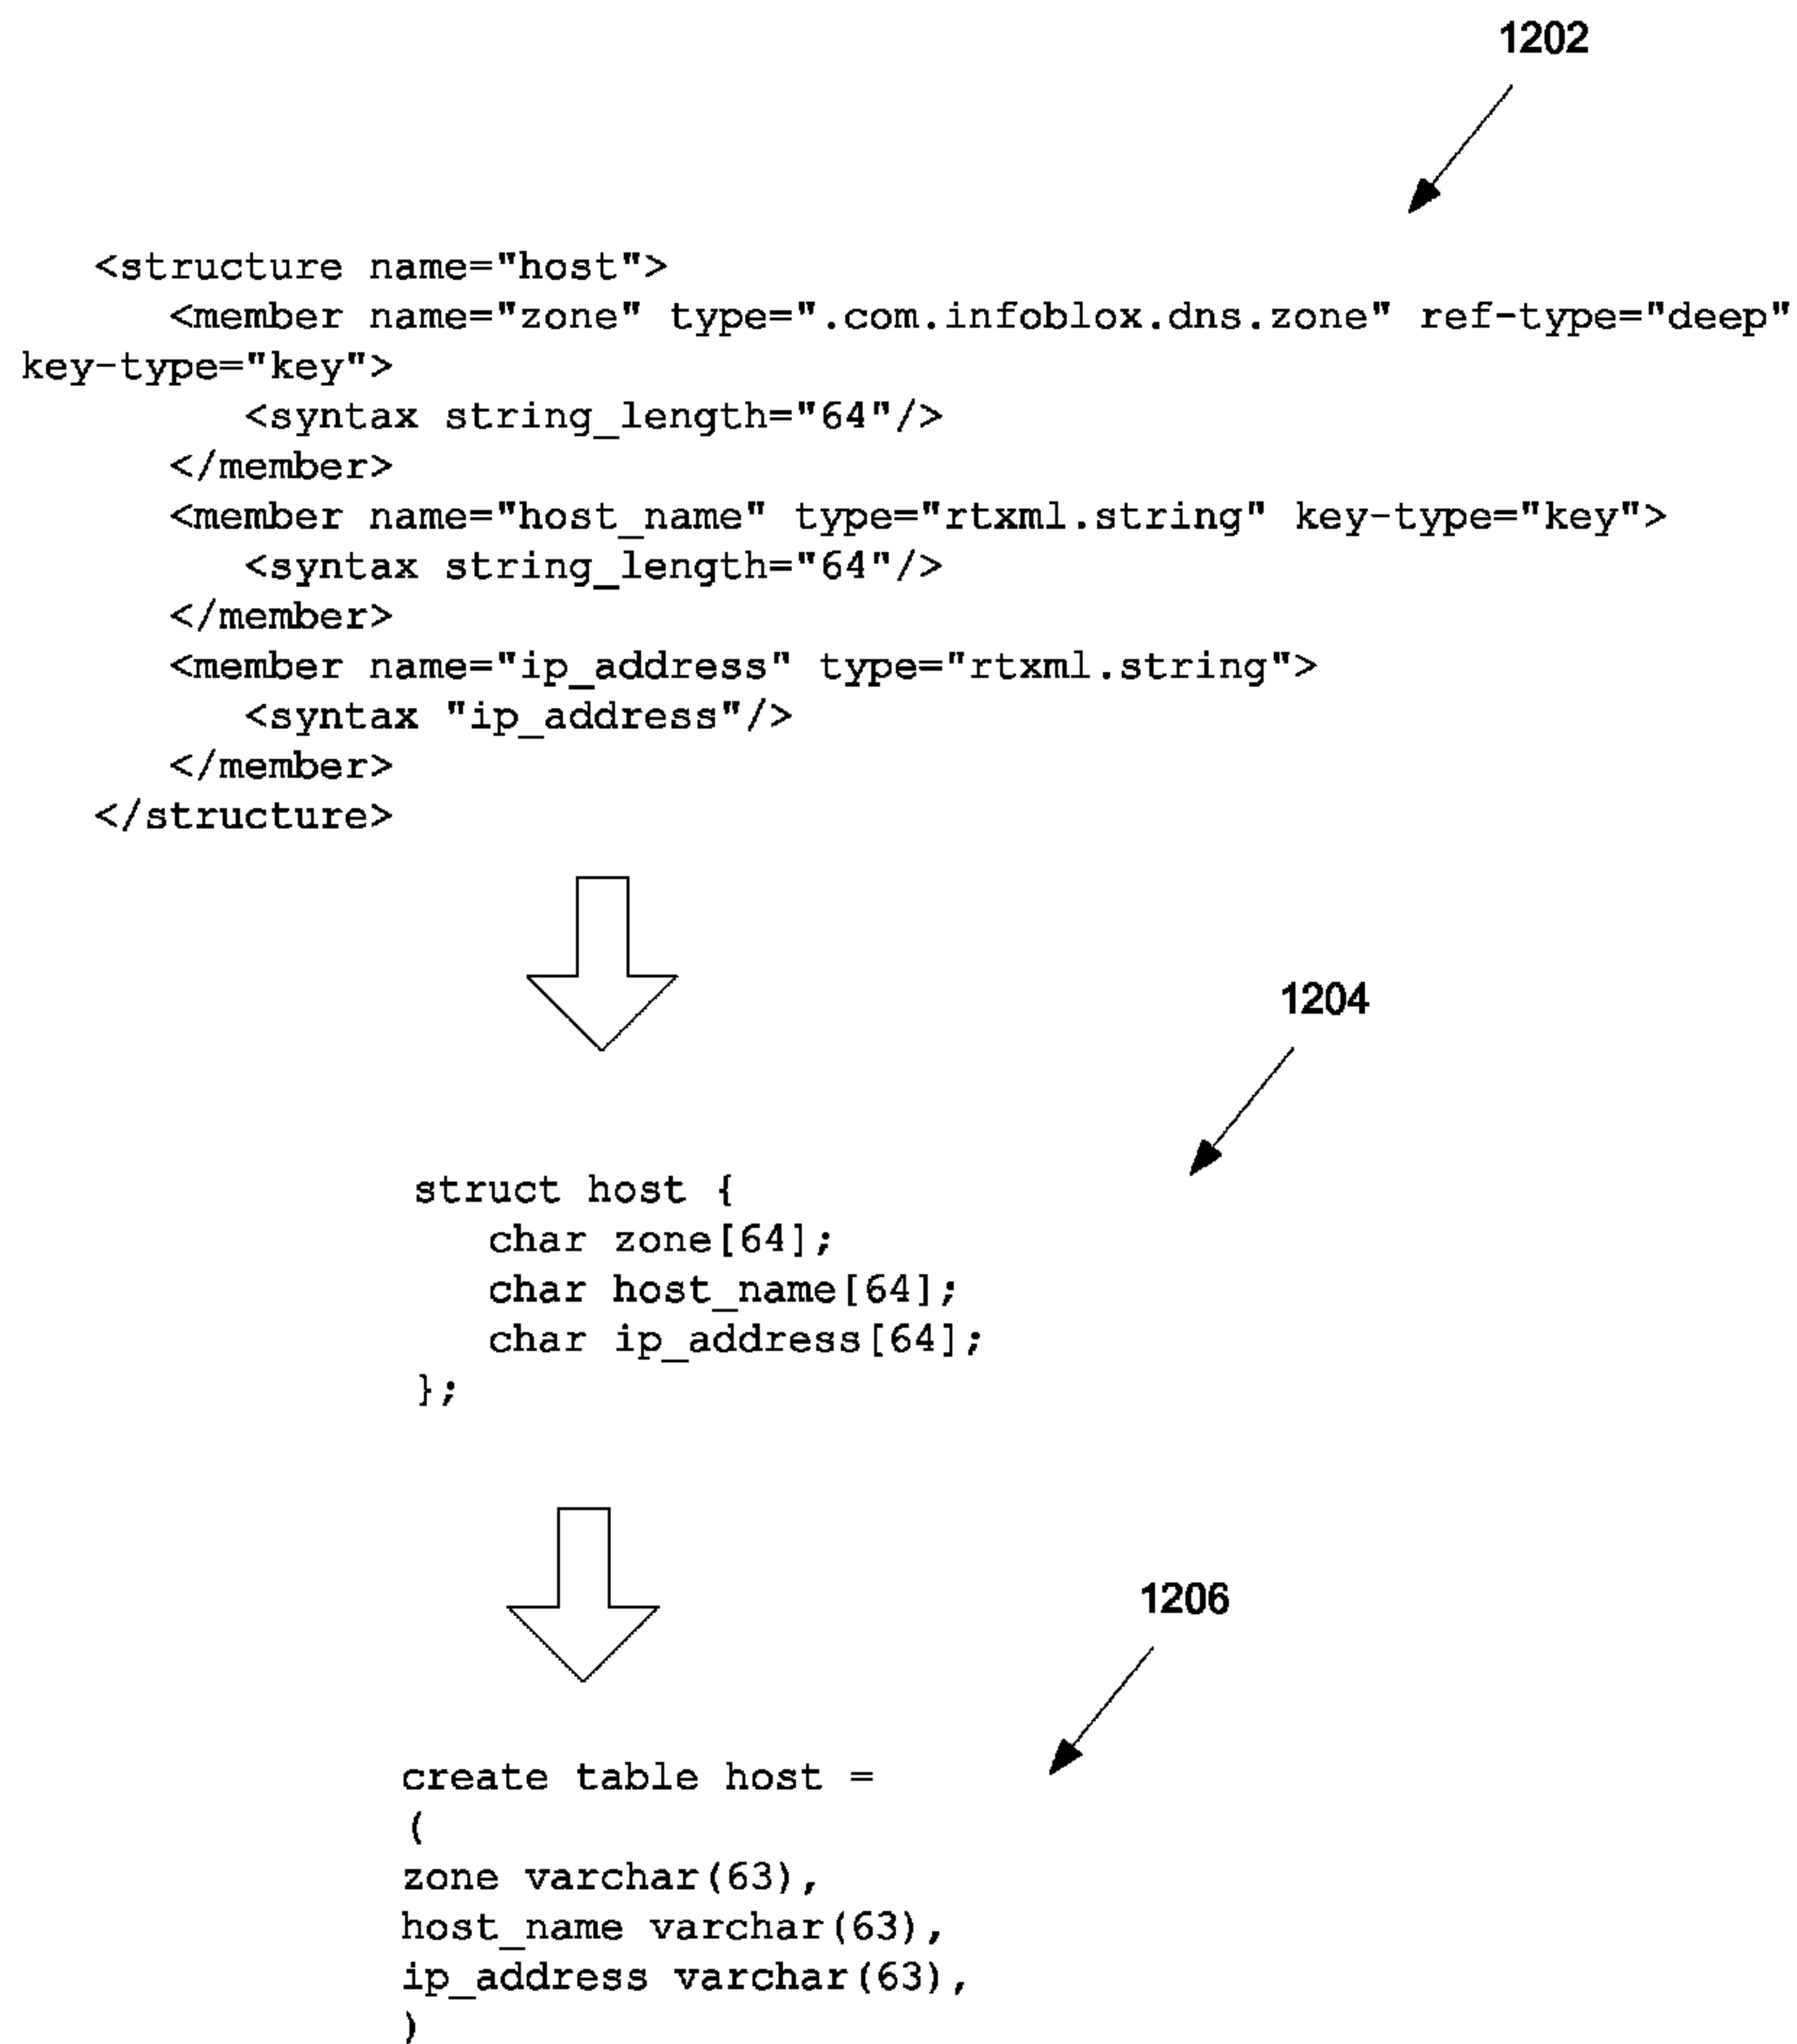 1202
<structure name="host">
<member name="zone" type=".com.infoblox.dns.zone" ref-type="deep"
key-type="key">
<syntax string_length="64"/>
</member>
<member name="host_name" type="rtxml.string" key-type="key">
<syntax string_length="64"/>
</member>
<member name="ip_address" type="rtxml.string">
<syntax "ip_address"/>
</member>
</structure>
1204
struct host {
char zone[64];
char host_name[64];
char ip_address[64];
};
1206
create table host =
(
zone varchar(63),
host_name varchar(63),
ip_address varchar(63),
)